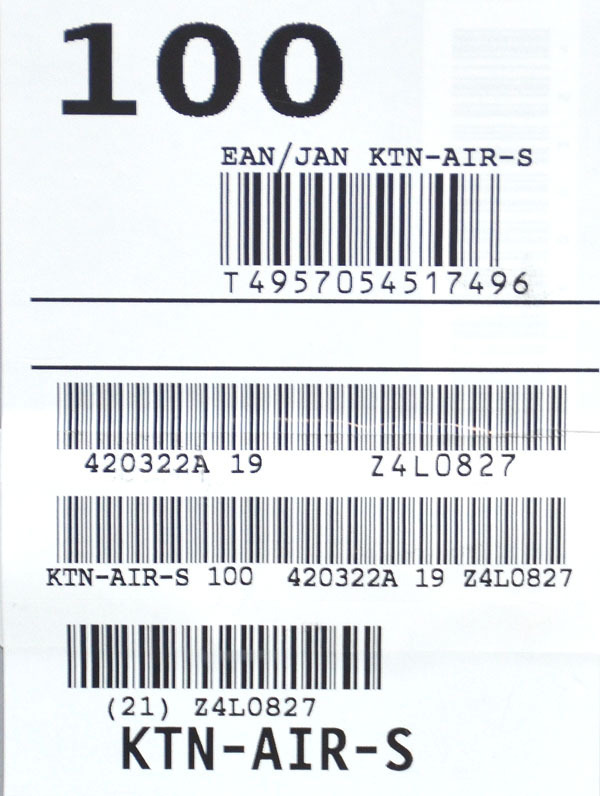 100
EAN/JAN KTN-AIR-S
T4957054517496
420322A 19 Z4L0827
KTN-AIR-S 100 420322A 19 Z4L0827
(21) Z4L0827
KTN-AIR-S